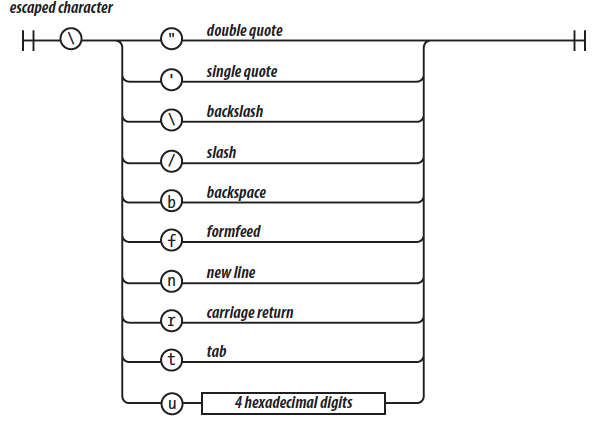 escaped character
\
" double quote
' single quote
\ backslash
/ slash
b backspace
f formfeed
n new line
r carriage return
t tab
u 4 hexadecimal digits